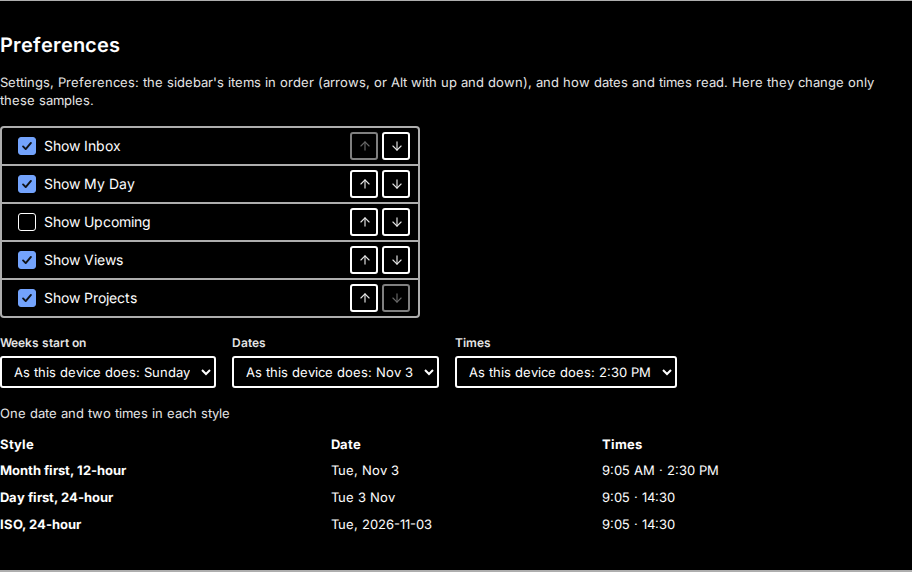 Preferences
Settings, Preferences: the sidebar's items in order (arrows, or Alt with up and down), and how dates and times read. Here they change only
these samples.
Show Inbox
Show My Day
Show Upcoming
Show Views
Show Projects
Weeks start on
Dates
Times
As this device does: Sunday
As this device does: Nov 3
As this device does: 2:30 PM
One date and two times in each style
Style Date Times
Month first, 12-hour Tue, Nov 3 9:05 AM · 2:30 PM
Day first, 24-hour Tue 3 Nov 9:05 · 14:30
ISO, 24-hour Tue, 2026-11-03 9:05 · 14:30